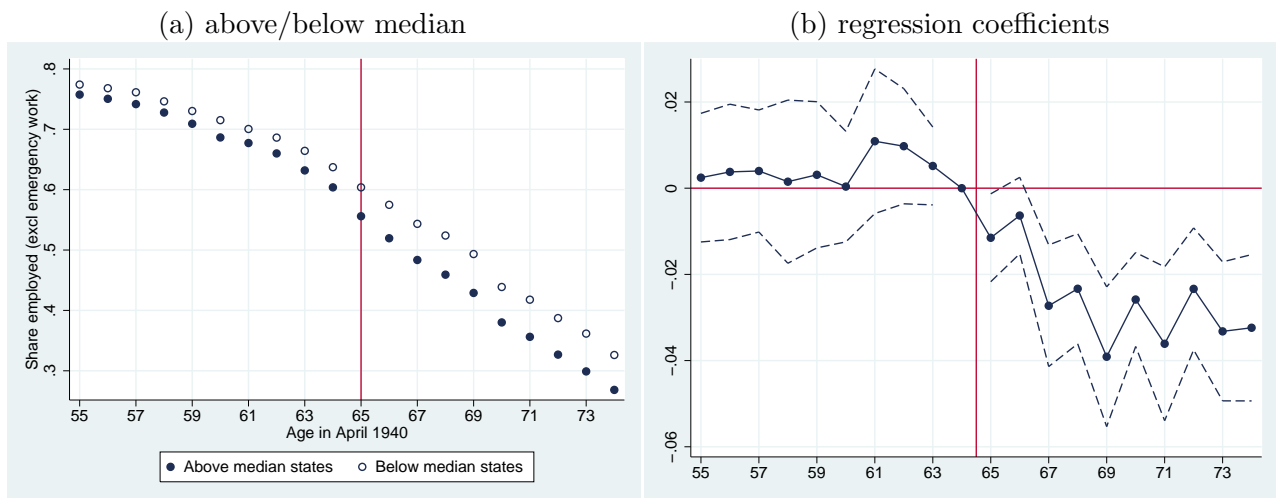 (a) above/below median
(b) regression coefficients
Share employed (excl emergency work)
.8
.7
.6
.5
.4
.3
55 57 59 61 63 65 67 69 71 73
Age in April 1940
Above median states Below median states
.02
0
-.02
-.04
-.06
55 57 59 61 63 65 67 69 71 73